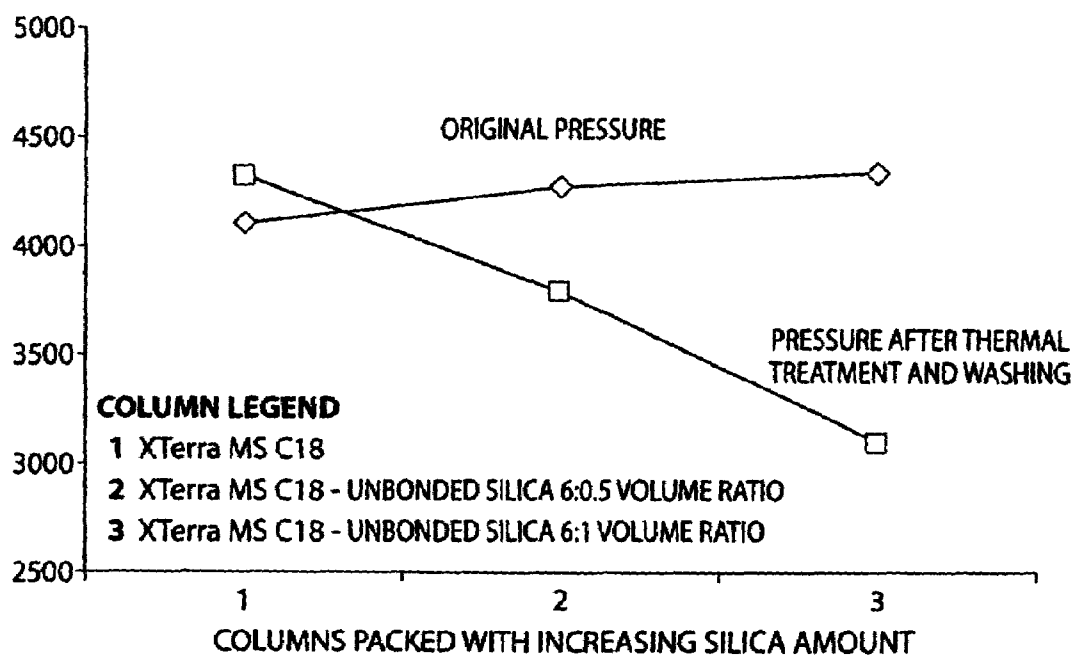 5000
4500
4000
3500
3000
2500
ORIGINAL PRESSURE
PRESSURE AFTER THERMAL
TREATMENT AND WASHING
COLUMN LEGEND
1 XTerra MS C18
2 XTerra MS C18 - UNBONDED SILICA 6:0.5 VOLUME RATIO
3 XTerra MS C18 - UNBONDED SILICA 6:1 VOLUME RATIO
1 2 3
COLUMNS PACKED WITH INCREASING SILICA AMOUNT